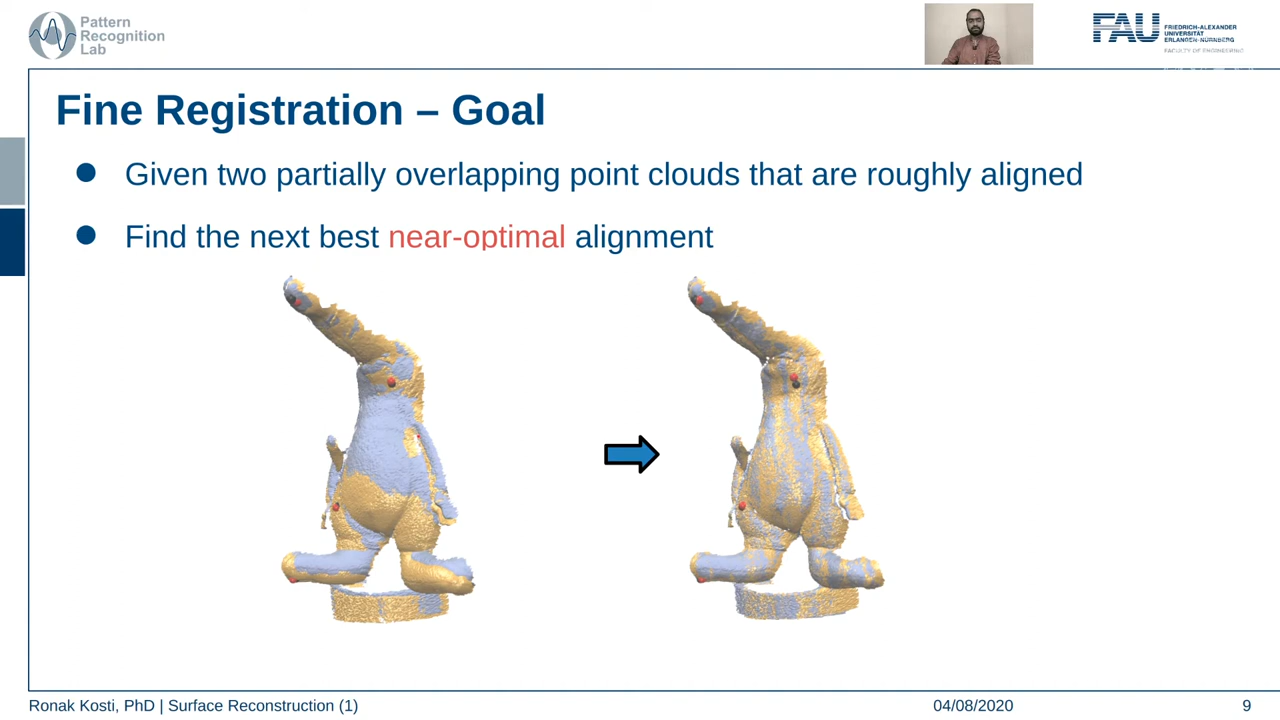 Pattern
Recognition
Lab
FAU
FRIEDRICH-ALEXANDER
UNIVERSITÄT
ERLANGEN-NÜRNBERG
FACULTY OF ENGINEERING
Fine Registration – Goal
● Given two partially overlapping point clouds that are roughly aligned
● Find the next best near-optimal alignment
Ronak Kosti, PhD | Surface Reconstruction (1)
04/08/2020
9